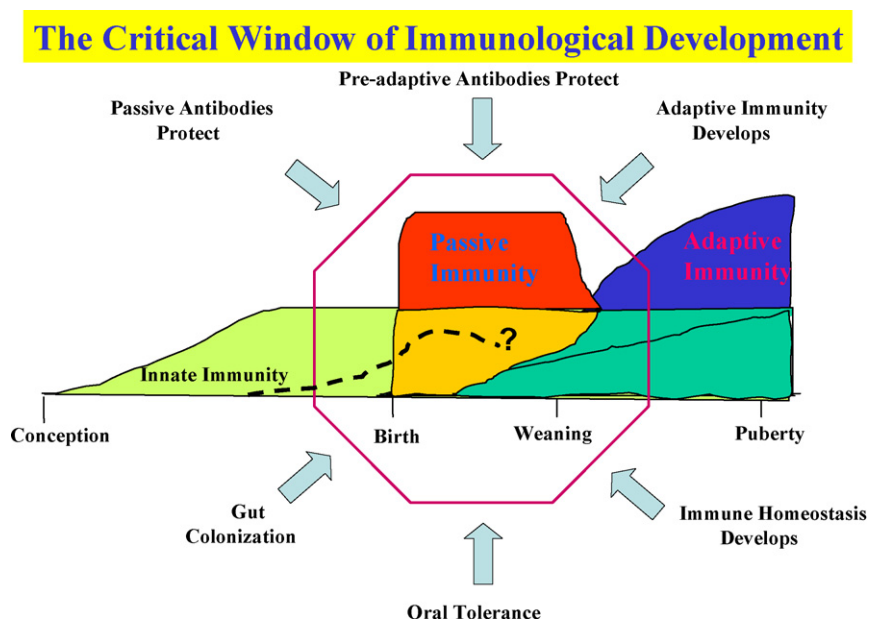 The Critical Window of Immunological Development
Pre-adaptive Antibodies Protect
Passive Antibodies
Protect
Adaptive Immunity
Develops
Passive
Immunity
Adaptive
Immunity
?
Innate Immunity
Conception
Birth
Weaning
Puberty
Gut
Colonization
Immune Homeostasis
Develops
Oral Tolerance